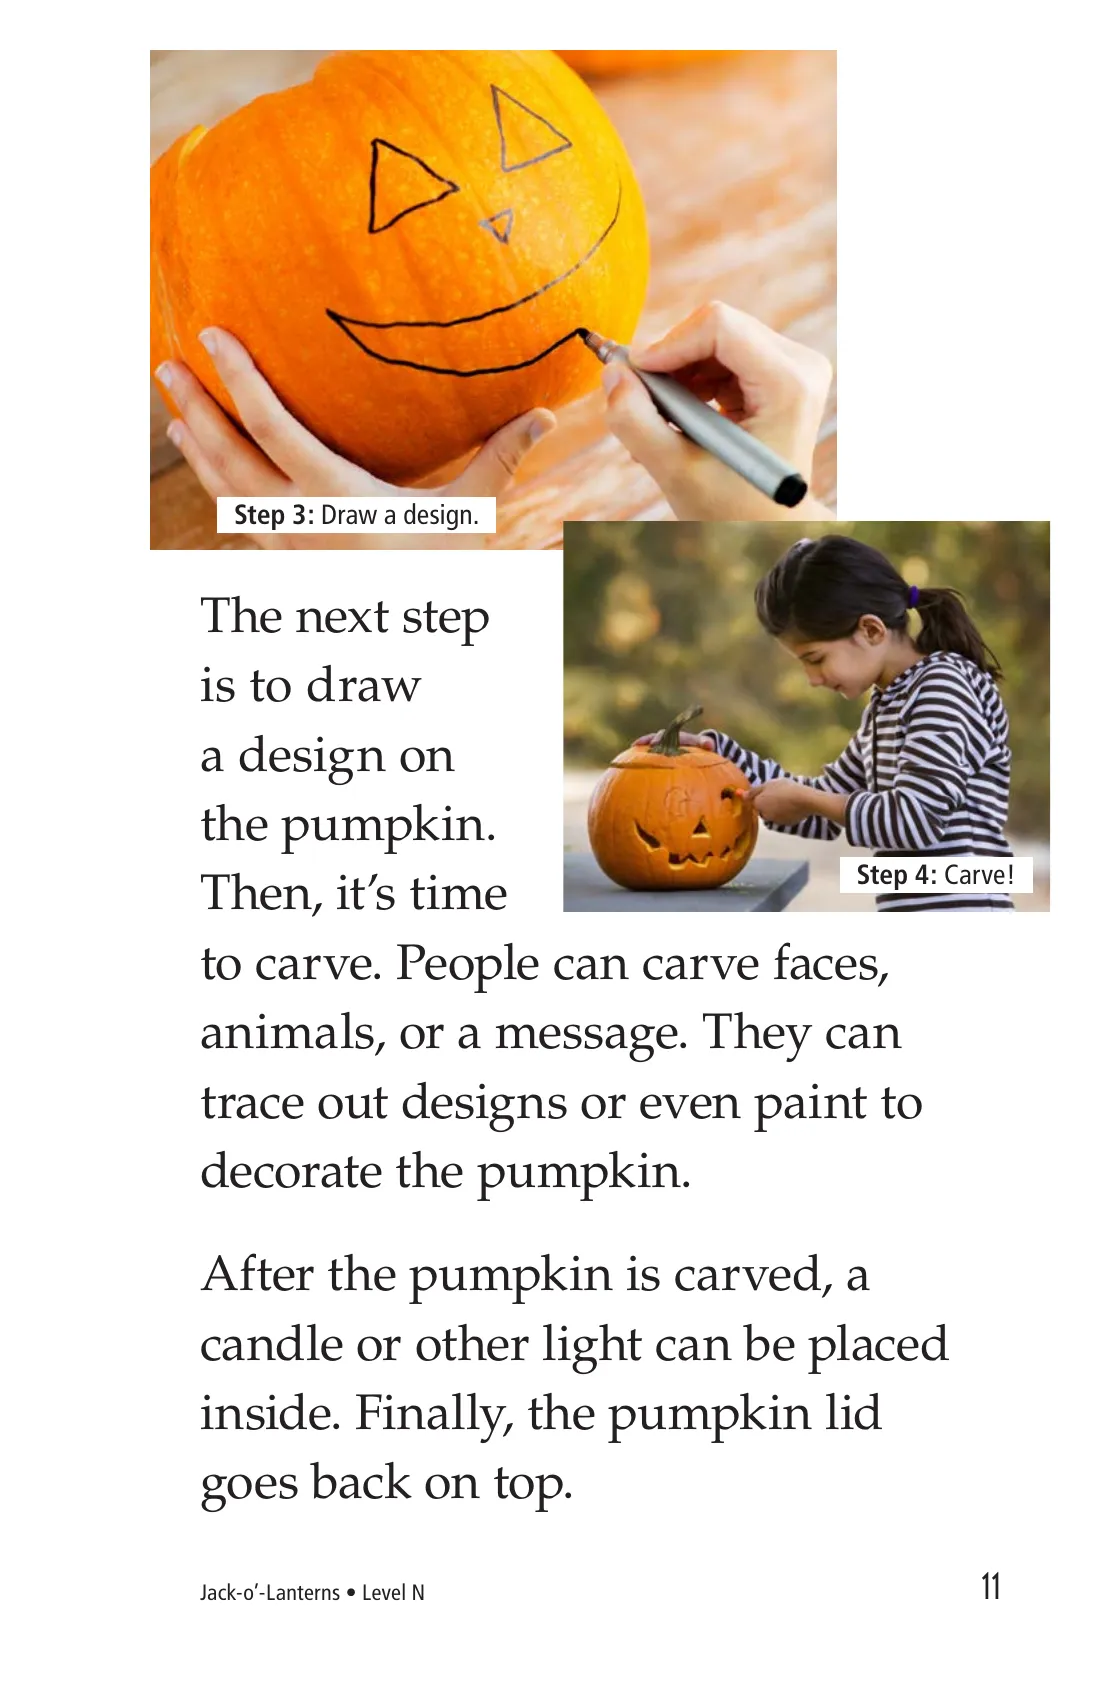 Step 3: Draw a design.
Step 4: Carve!
The next step
is to draw
a design on
the pumpkin.
Then, it’s time
to carve. People can carve faces,
animals, or a message. They can
trace out designs or even paint to
decorate the pumpkin.
After the pumpkin is carved, a
candle or other light can be placed
inside. Finally, the pumpkin lid
goes back on top.
Jack-o’-Lanterns • Level N
11